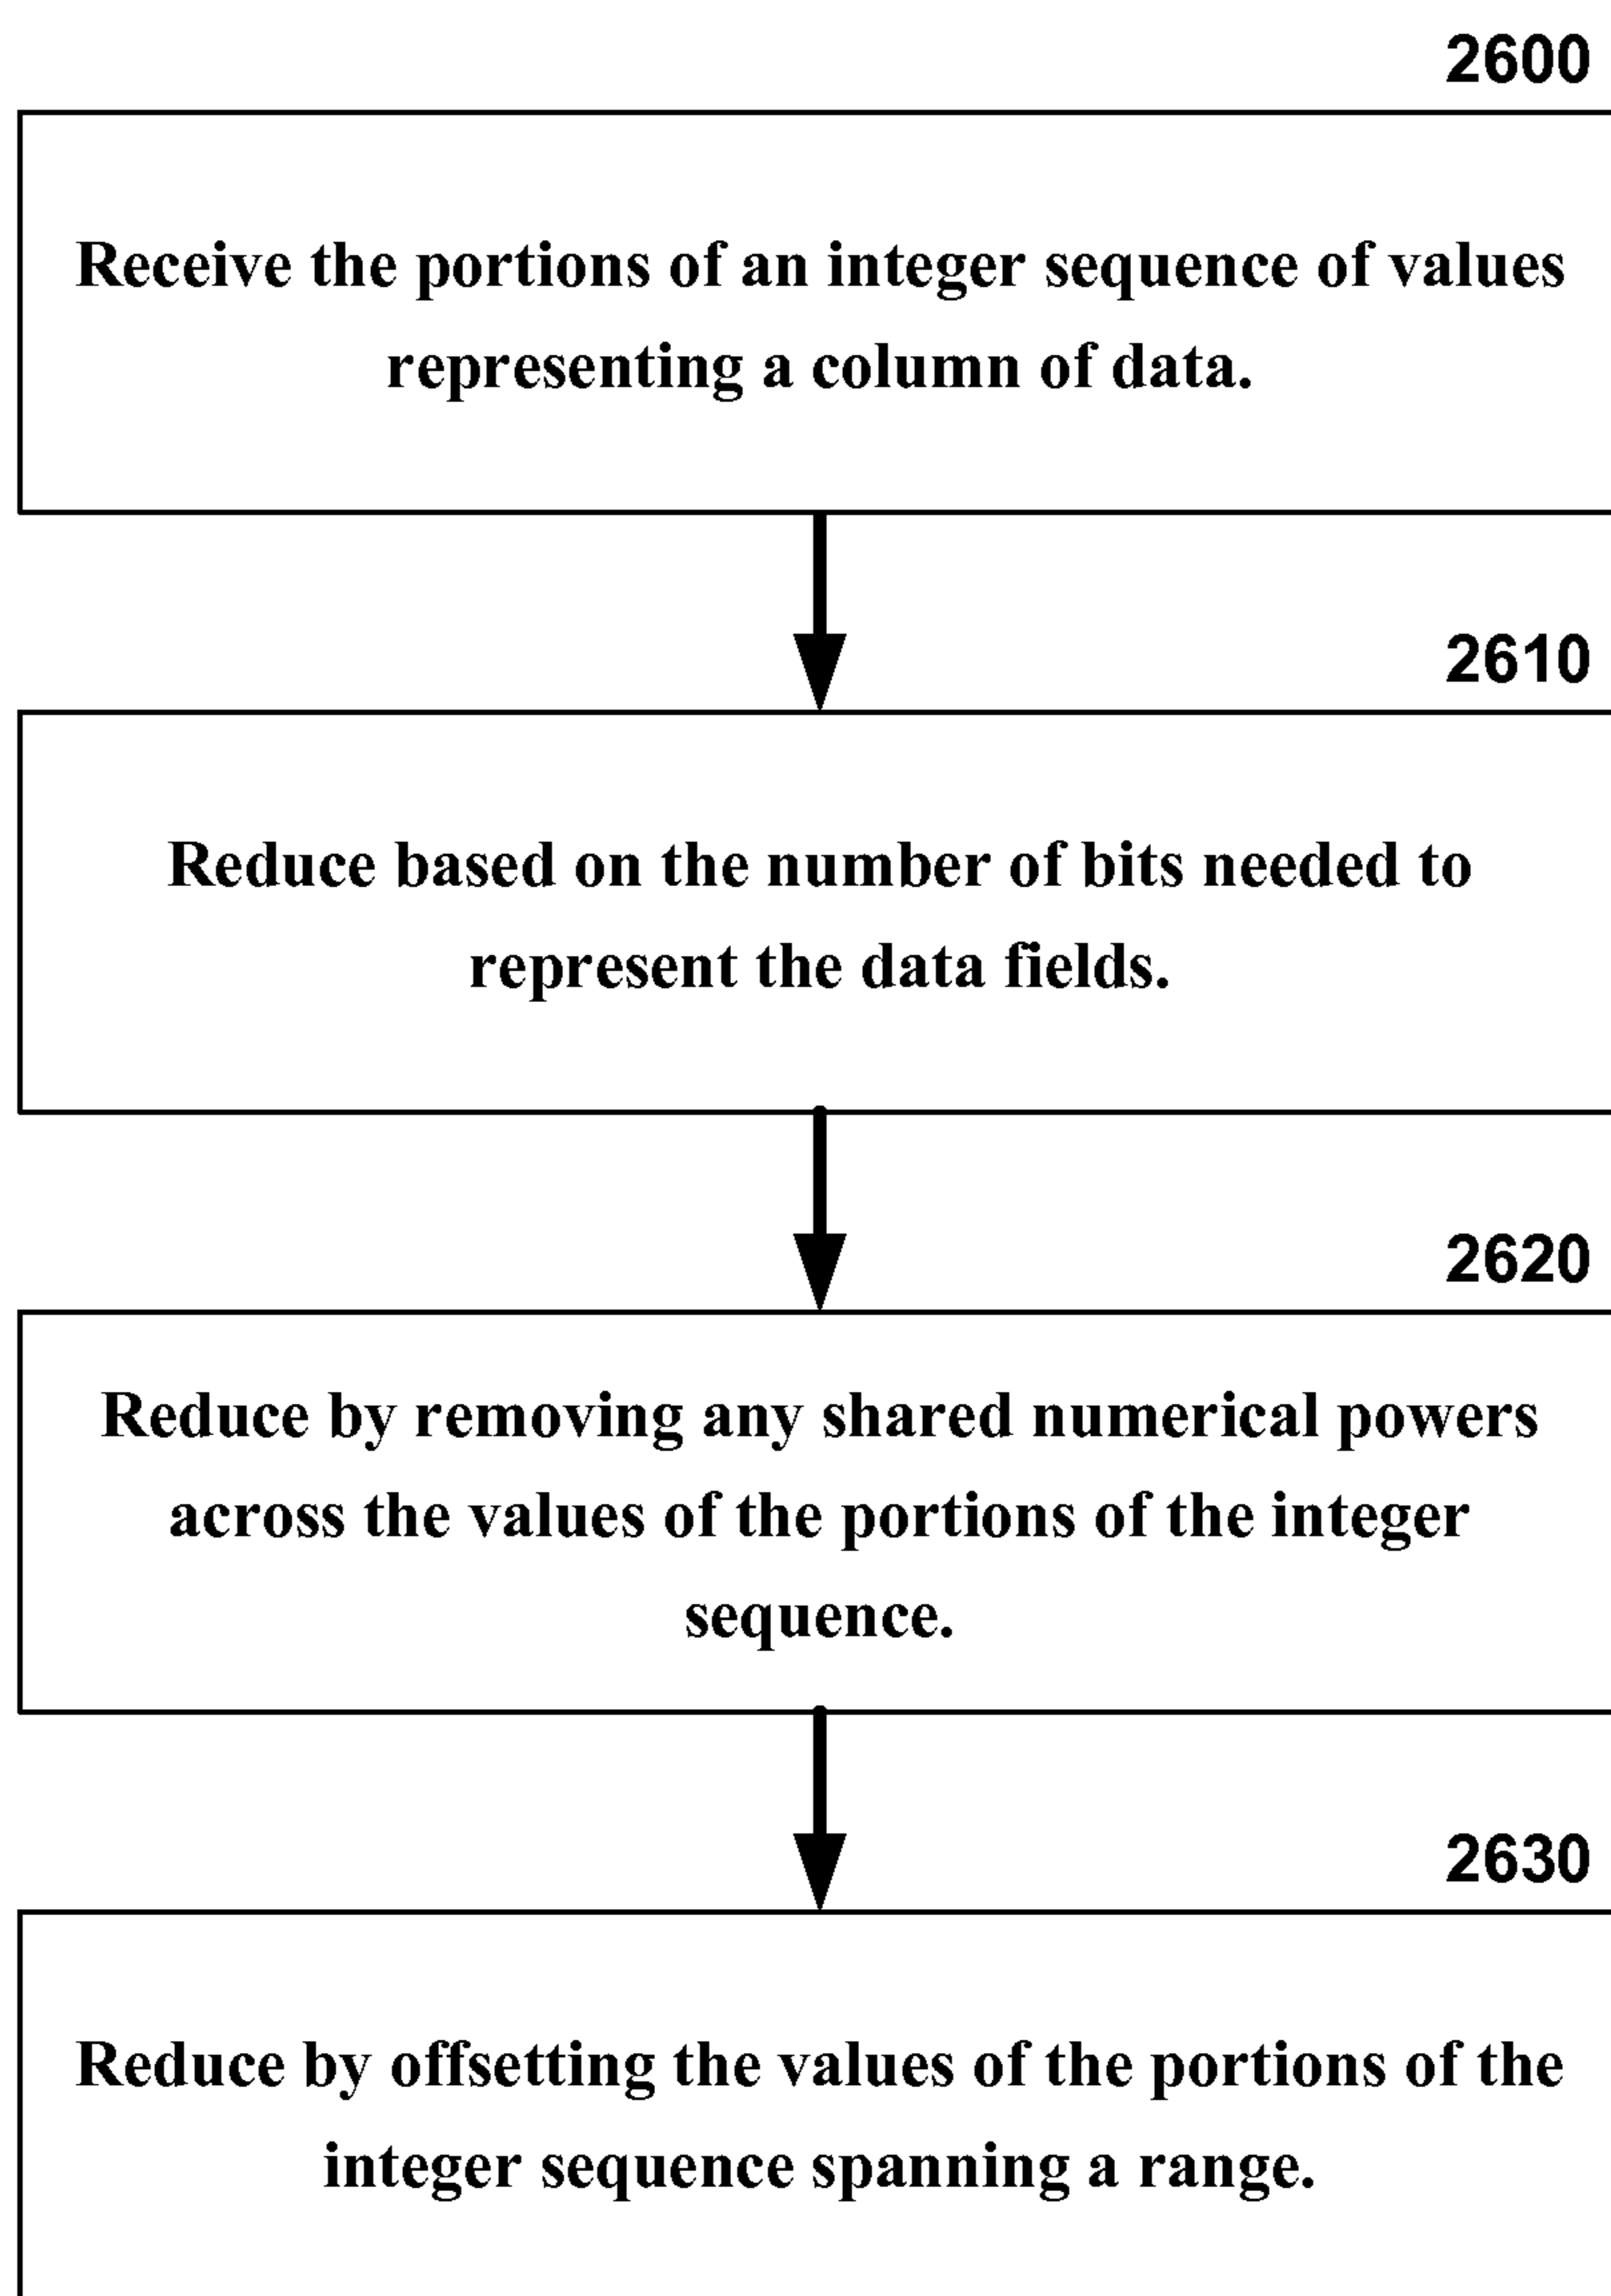 2600
Receive the portions of an integer sequence of values
representing a column of data.
2610
Reduce based on the number of bits needed to
represent the data fields.
2620
Reduce by removing any shared numerical powers
across the values of the portions of the integer
sequence.
2630
Reduce by offsetting the values of the portions of the
integer sequence spanning a range.